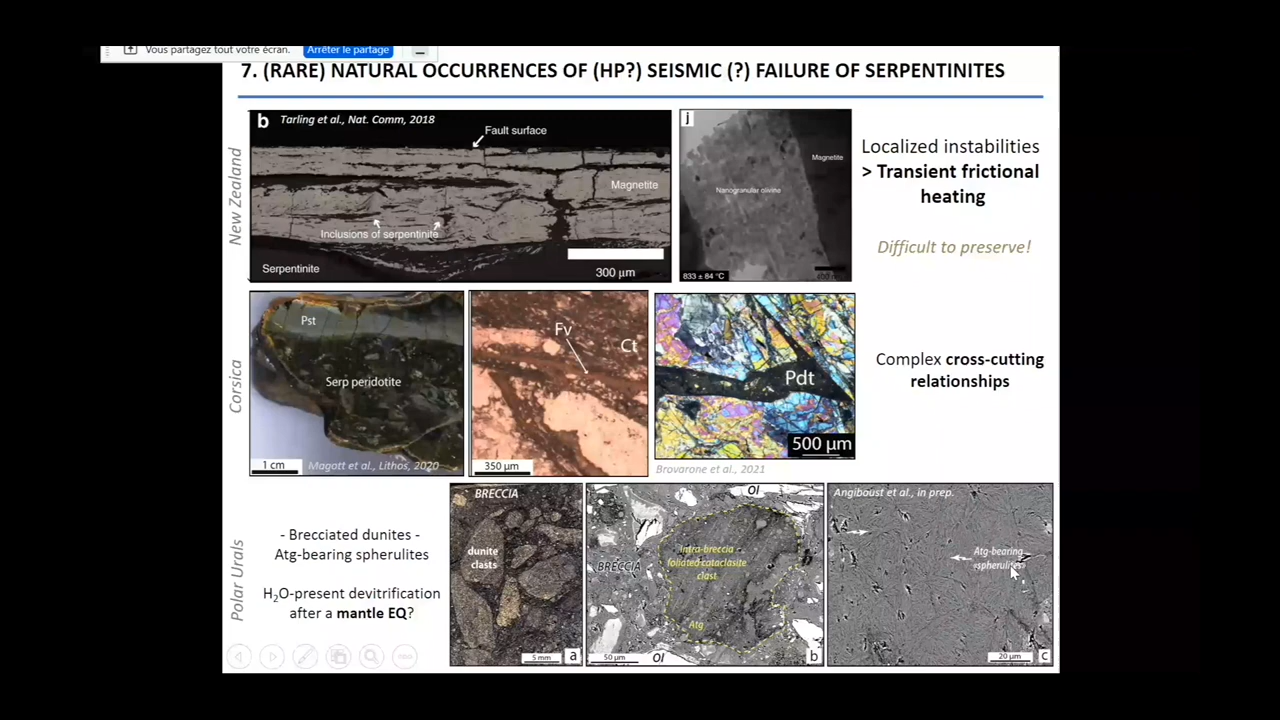 Vous partagez tout votre écran.
Arrêter le partage
7. (RARE) NATURAL OCCURRENCES OF (HP?) SEISMIC (?) FAILURE OF SERPENTINITES
New Zealand
b
Tarling et al., Nat. Comm, 2018
Fault surface
Magnetite
Inclusions of serpentinite
Serpentinite
300 µm
j
Magnetite
Nanogranular olivine
833 ± 84 °C
400 nm
Localized instabilities
> Transient frictional
heating
Difficult to preserve!
Corsica
Pst
Serp peridotite
1 cm
Magott et al., Lithos, 2020
Fv
Ct
350 µm
Pdt
500 µm
Brovarone et al., 2021
Complex cross-cutting
relationships
Polar Urals
- Brecciated dunites -
Atg-bearing spherulites
H₂O-present devitrification
after a mantle EQ?
BRECCIA
dunite
clasts
5 mm
a
Ol
BRECCIA
Intra-breccia
foliated cataclasite
clast
Atg
50 µm
Ol
b
Angiboust et al., in prep.
Atg-bearing
«spherulites»
20 µm
c